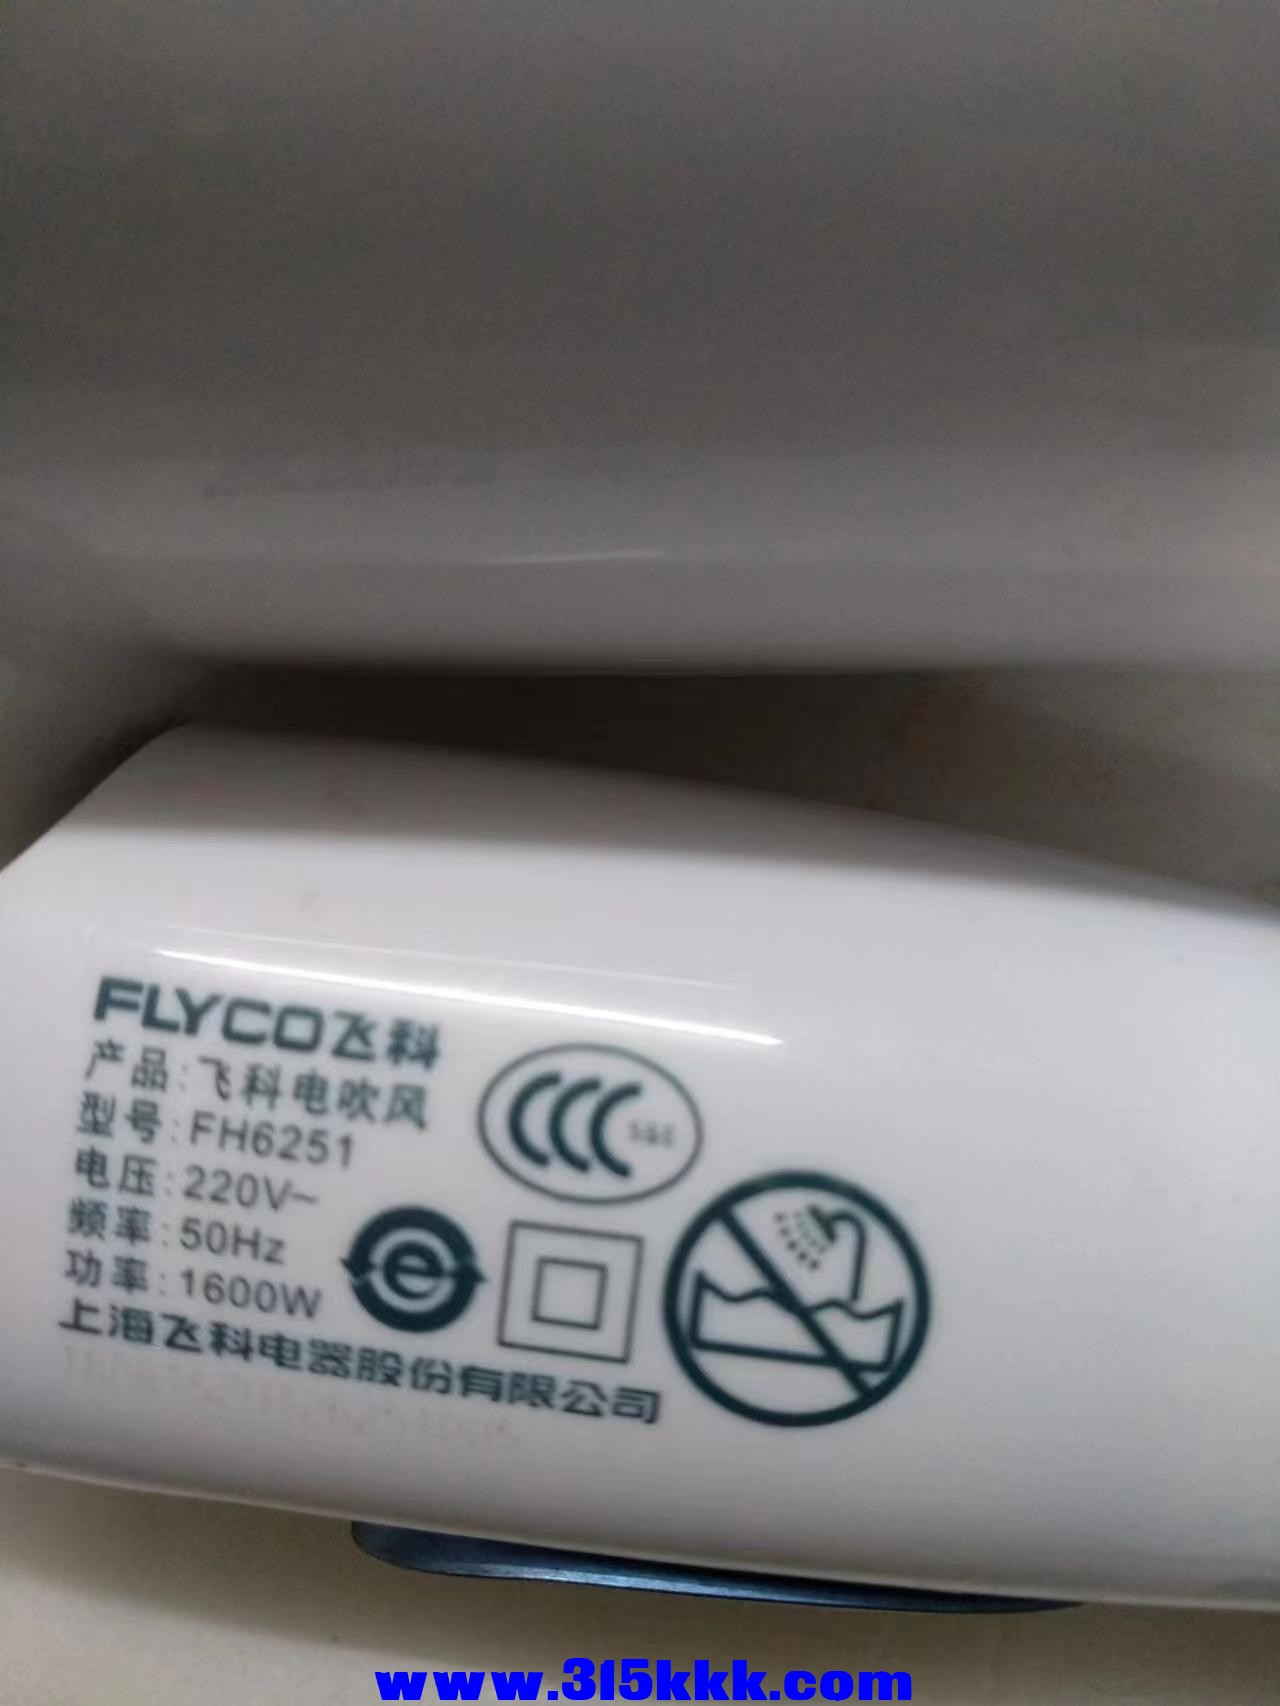 FLYCO飞科
产品:飞科电吹风
型号:FH6251
电压:220V~
频率:50Hz
功率:1600W
上海飞科电器股份有限公司
CCC S&E
e
www.315kkk.com